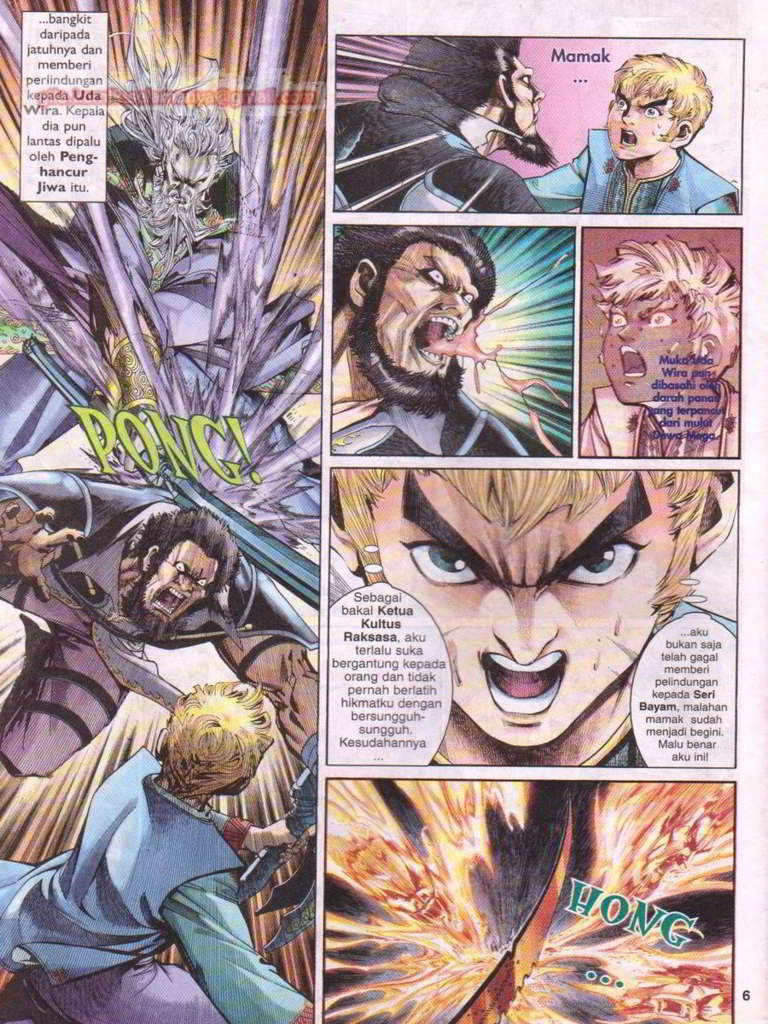 ...bangkit
daripada
jatuhnya dan
memberi
perlindungan
kepada Uda
Wira. Kepala
dia pun
lantas dipalu
oleh Peng-
hancur
Jiwa itu.
PONG!
Mamak
...
Muka Uda
Wira pun
dibasahi oleh
darah panas
yang terpancut
dari mulut
Dewa Mega.
Sebagai
bakal Ketua
Kultus
Raksasa, aku
terlalu suka
bergantung kepada
orang dan tidak
pernah berlatih
hikmatku dengan
bersungguh-
sungguh.
Kesudahannya
...
...aku
bukan saja
telah gagal
memberi
pelindungan
kepada Seri
Bayam, malahan
mamak sudah
menjadi begini.
Malu benar
aku ini!
HONG
...
6